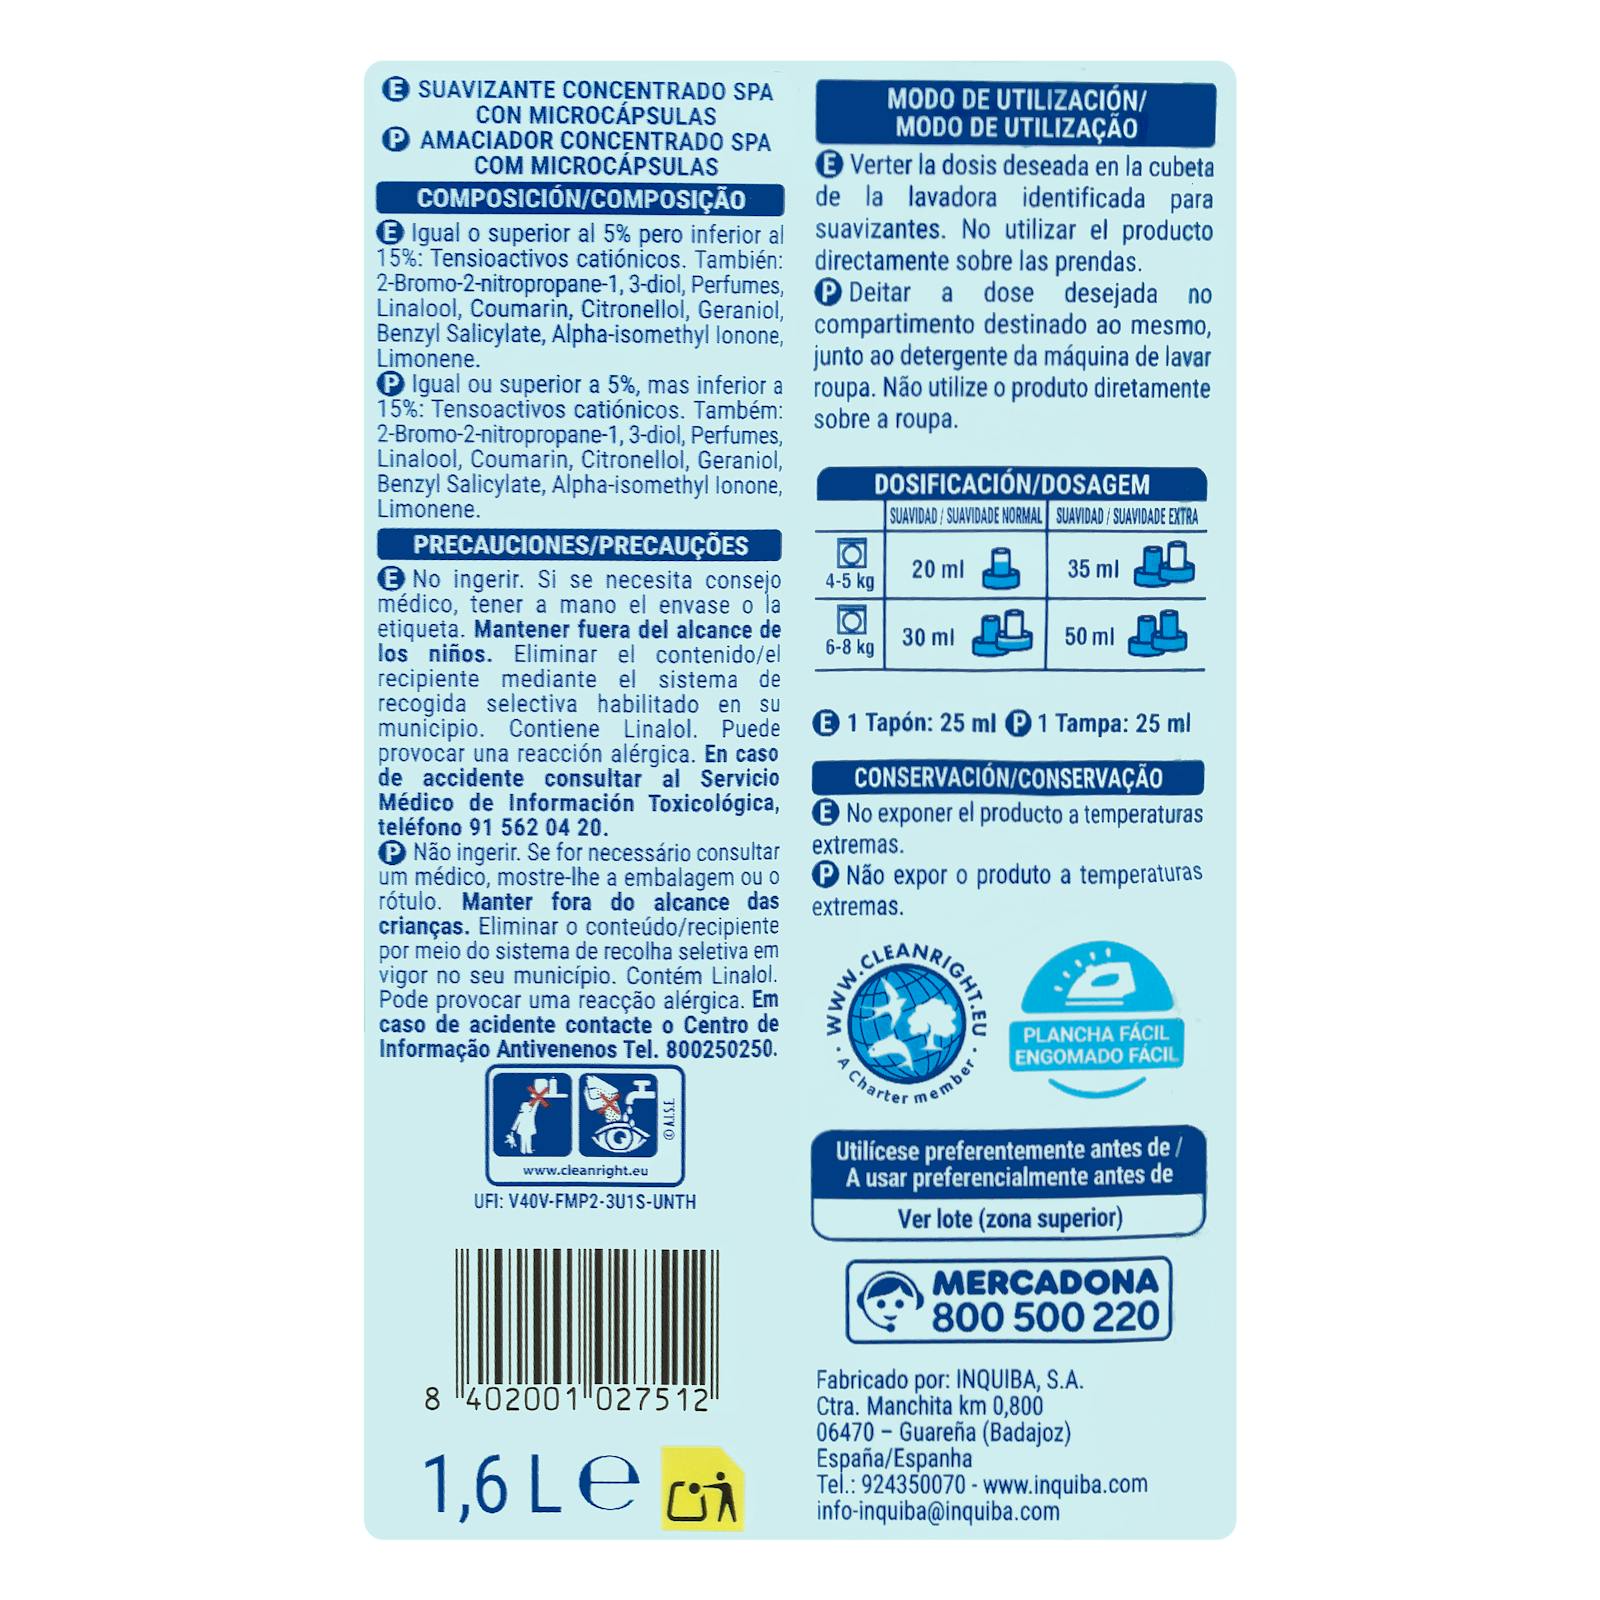 E SUAVIZANTE CONCENTRADO SPA
CON MICROCÁPSULAS
P AMACIADOR CONCENTRADO SPA
COM MICROCÁPSULAS
COMPOSICIÓN/COMPOSIÇÃO
E Igual o superior al 5% pero inferior al
15%: Tensioactivos catiónicos. También:
2-Bromo-2-nitropropane-1, 3-diol, Perfumes,
Linalool, Coumarin, Citronellol, Geraniol,
Benzyl Salicylate, Alpha-isomethyl Ionone,
Limonene.
P Igual ou superior a 5%, mas inferior a
15%: Tensoactivos catiónicos. Também:
2-Bromo-2-nitropropane-1, 3-diol, Perfumes,
Linalool, Coumarin, Citronellol, Geraniol,
Benzyl Salicylate, Alpha-isomethyl Ionone,
Limonene.
PRECAUCIONES/PRECAUÇÕES
E No ingerir. Si se necesita consejo
médico, tener a mano el envase o la
etiqueta. Mantener fuera del alcance de
los niños. Eliminar el contenido/el
recipiente mediante el sistema de
recogida selectiva habilitado en su
municipio. Contiene Linalol. Puede
provocar una reacción alérgica. En caso
de accidente consultar al Servicio
Médico de Información Toxicológica,
teléfono 91 562 04 20.
P Não ingerir. Se for necessário consultar
um médico, mostre-lhe a embalagem ou o
rótulo. Manter fora do alcance das
crianças. Eliminar o conteúdo/recipiente
por meio do sistema de recolha seletiva em
vigor no seu município. Contém Linalol.
Pode provocar uma reacção alérgica. Em
caso de acidente contacte o Centro de
Informação Antivenenos Tel. 800250250.
© A.I.S.E.
www.cleanright.eu
UFI: V40V-FMP2-3U1S-UNTH
8 402001 027512
1,6 L e
MODO DE UTILIZACIÓN/
MODO DE UTILIZAÇÃO
E Verter la dosis deseada en la cubeta
de la lavadora identificada para
suavizantes. No utilizar el producto
directamente sobre las prendas.
P Deitar a dose desejada no
compartimento destinado ao mesmo,
junto ao detergente da máquina de lavar
roupa. Não utilize o produto diretamente
sobre a roupa.
DOSIFICACIÓN/DOSAGEM
SUAVIDAD / SUAVIDADE NORMAL SUAVIDAD / SUAVIDADE EXTRA
4-5 kg 20 ml 35 ml
6-8 kg 30 ml 50 ml
E 1 Tapón: 25 ml P 1 Tampa: 25 ml
CONSERVACIÓN/CONSERVAÇÃO
E No exponer el producto a temperaturas
extremas.
P Não expor o produto a temperaturas
extremas.
WWW.CLEANRIGHT.EU
· A Charter member ·
PLANCHA FÁCIL
ENGOMADO FÁCIL
Utilícese preferentemente antes de /
A usar preferencialmente antes de
Ver lote (zona superior)
MERCADONA
800 500 220
Fabricado por: INQUIBA, S.A.
Ctra. Manchita km 0,800
06470 – Guareña (Badajoz)
España/Espanha
Tel.: 924350070 - www.inquiba.com
info-inquiba@inquiba.com